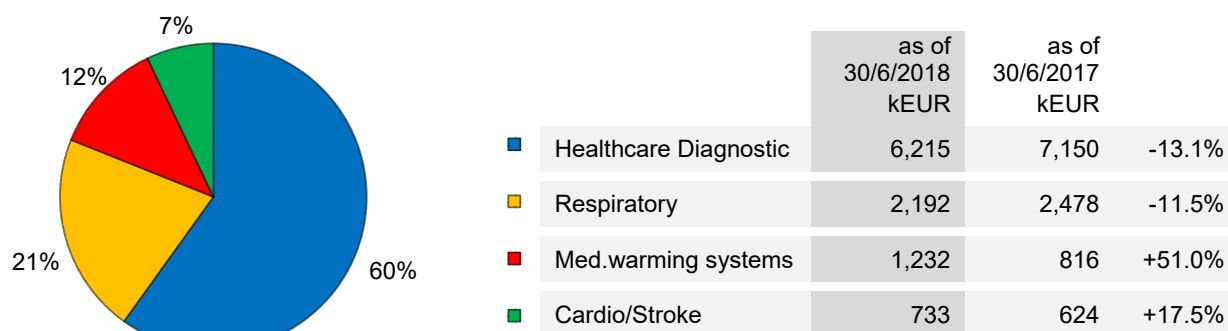 7%
12%
21%
60%
as of as of
30/6/2018 30/6/2017
kEUR kEUR
Healthcare Diagnostic 6,215 7,150 -13.1%
Respiratory 2,192 2,478 -11.5%
Med.warming systems 1,232 816 +51.0%
Cardio/Stroke 733 624 +17.5%